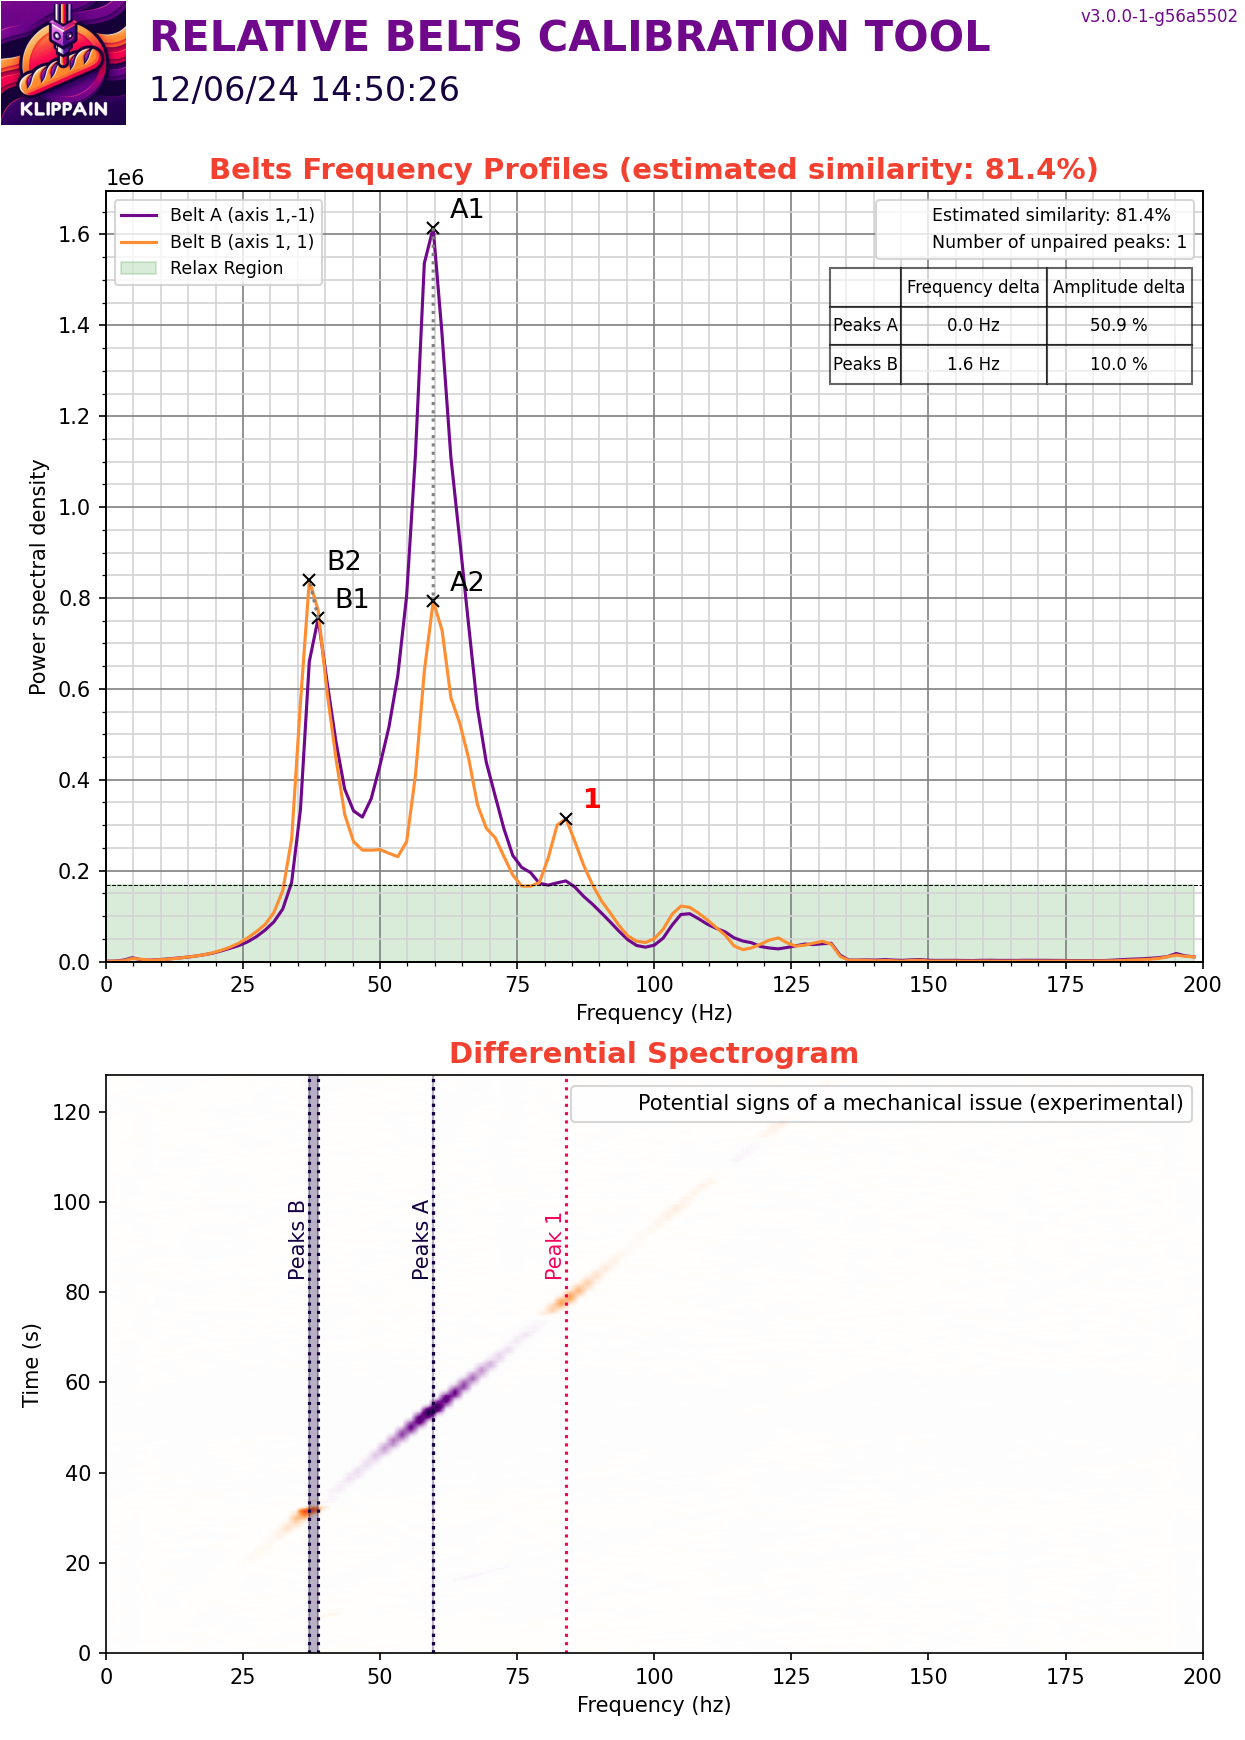 KLIPPAIN
RELATIVE BELTS CALIBRATION TOOL
12/06/24 14:50:26
v3.0.0-1-g56a5502
Belts Frequency Profiles (estimated similarity: 81.4%)
1e6
Belt A (axis 1,-1)
Belt B (axis 1, 1)
Relax Region
Estimated similarity: 81.4%
Number of unpaired peaks: 1
Frequency delta Amplitude delta
Peaks A 0.0 Hz 50.9 %
Peaks B 1.6 Hz 10.0 %
A1
A2
B2
B1
1
Power spectral density
1.6
1.4
1.2
1.0
0.8
0.6
0.4
0.2
0.0
0 25 50 75 100 125 150 175 200
Frequency (Hz)
Differential Spectrogram
Potential signs of a mechanical issue (experimental)
Peaks B
Peaks A
Peak 1
Time (s)
120
100
80
60
40
20
0
0 25 50 75 100 125 150 175 200
Frequency (hz)